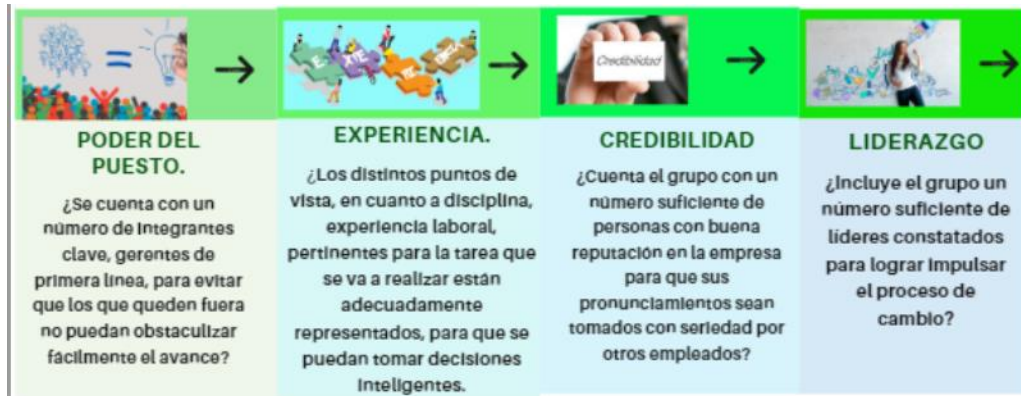 E
XPE
RI
ENCIA
Credibilidad
PODER DEL
PUESTO.
¿Se cuenta con un
número de integrantes
clave, gerentes de
primera línea, para evitar
que los que queden fuera
no puedan obstaculizar
fácilmente el avance?
EXPERIENCIA.
¿Los distintos puntos de
vista, en cuanto a disciplina,
experiencia laboral,
pertinentes para la tarea que
se va a realizar están
adecuadamente
representados, para que se
puedan tomar decisiones
inteligentes.
CREDIBILIDAD
¿Cuenta el grupo con un
número suficiente de
personas con buena
reputación en la empresa
para que sus
pronunciamientos sean
tomados con seriedad por
otros empleados?
LIDERAZGO
¿Incluye el grupo un
número suficiente de
líderes constatados
para lograr impulsar
el proceso de
cambio?